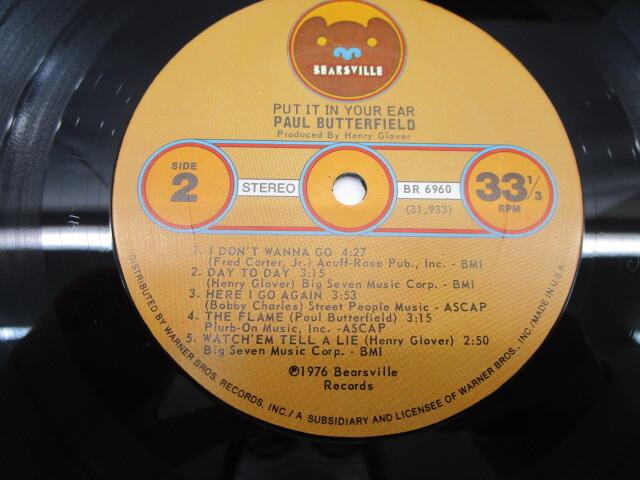 BEARSVILLE
PUT IT IN YOUR EAR
PAUL BUTTERFIELD
Produced By Henry Glover
SIDE
2
STEREO
BR 6960
(31,933)
33 1/3
RPM
1. I DON'T WANNA GO 4:27
(Fred Carter, Jr.) Acuff-Rose Pub., Inc. - BMI
2. DAY TO DAY 3:15
(Henry Glover) Big Seven Music Corp. - BMI
3. HERE I GO AGAIN 3:53
(Bobby Charles) Street People Music - ASCAP
4. THE FLAME (Paul Butterfield) 3:15
Plurb-On Music, Inc. -ASCAP
5. WATCH'EM TELL A LIE (Henry Glover) 2:50
Big Seven Music Corp. - BMI
℗1976 Bearsville
Records
DISTRIBUTED BY WARNER BROS. RECORDS, INC./A SUBSIDIARY AND LICENSEE OF WARNER BROS., INC./MADE IN U.S.A.